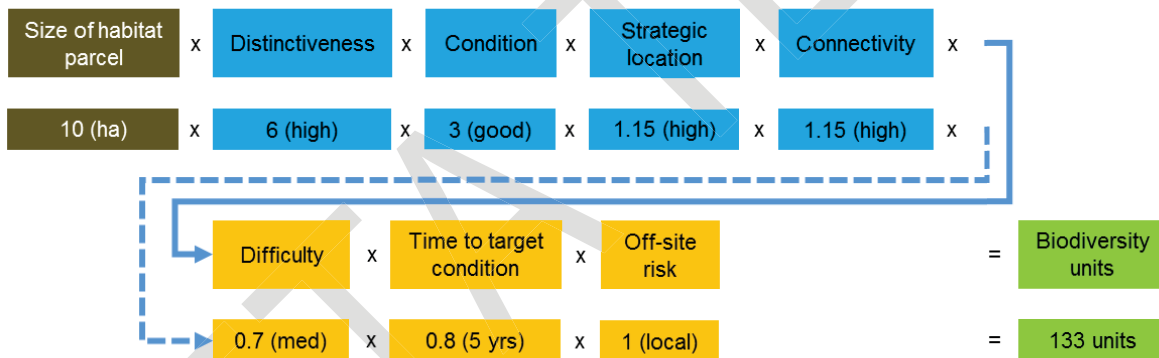 Size of habitat parcel x Distinctiveness x Condition x Strategic location x Connectivity x
10 (ha) x 6 (high) x 3 (good) x 1.15 (high) x 1.15 (high) x
Difficulty x Time to target condition x Off-site risk = Biodiversity units
0.7 (med) x 0.8 (5 yrs) x 1 (local) = 133 units